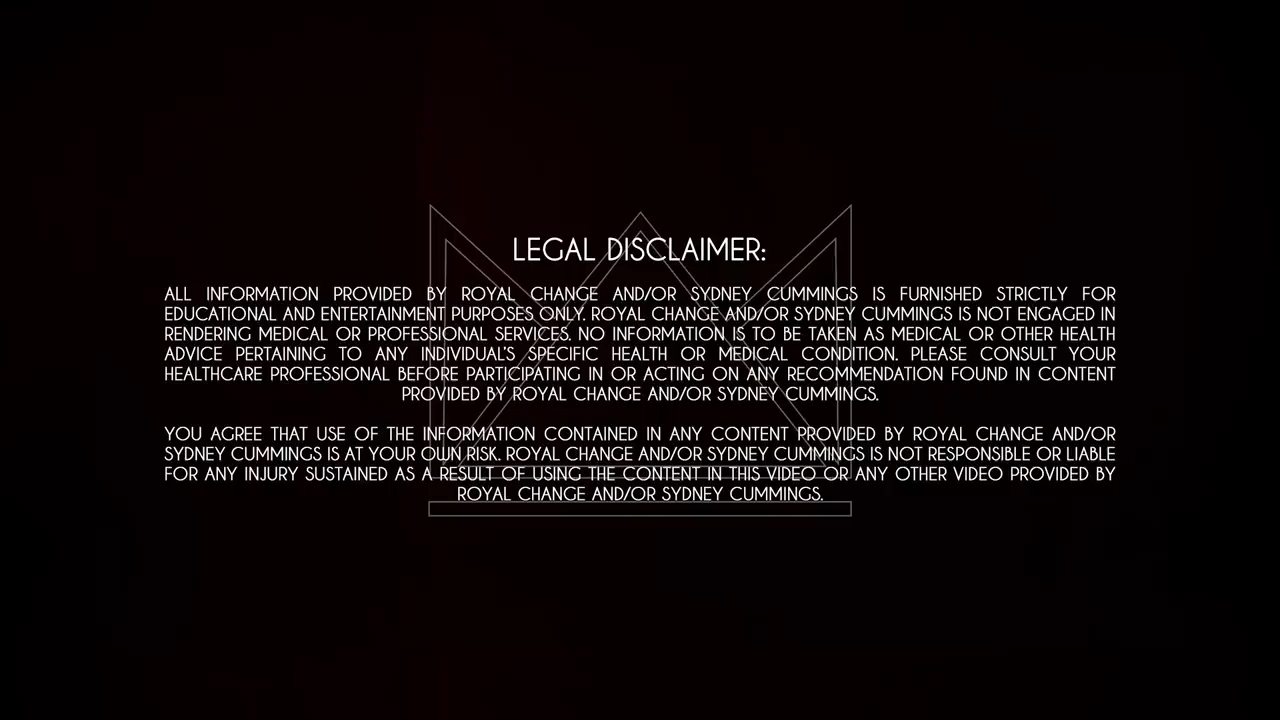 LEGAL DISCLAIMER:
ALL INFORMATION PROVIDED BY ROYAL CHANGE AND/OR SYDNEY CUMMINGS IS FURNISHED STRICTLY FOR
EDUCATIONAL AND ENTERTAINMENT PURPOSES ONLY. ROYAL CHANGE AND/OR SYDNEY CUMMINGS IS NOT ENGAGED IN
RENDERING MEDICAL OR PROFESSIONAL SERVICES. NO INFORMATION IS TO BE TAKEN AS MEDICAL OR OTHER HEALTH
ADVICE PERTAINING TO ANY INDIVIDUAL'S SPECIFIC HEALTH OR MEDICAL CONDITION. PLEASE CONSULT YOUR
HEALTHCARE PROFESSIONAL BEFORE PARTICIPATING IN OR ACTING ON ANY RECOMMENDATION FOUND IN CONTENT
PROVIDED BY ROYAL CHANGE AND/OR SYDNEY CUMMINGS.
YOU AGREE THAT USE OF THE INFORMATION CONTAINED IN ANY CONTENT PROVIDED BY ROYAL CHANGE AND/OR
SYDNEY CUMMINGS IS AT YOUR OWN RISK. ROYAL CHANGE AND/OR SYDNEY CUMMINGS IS NOT RESPONSIBLE OR LIABLE
FOR ANY INJURY SUSTAINED AS A RESULT OF USING THE CONTENT IN THIS VIDEO OR ANY OTHER VIDEO PROVIDED BY
ROYAL CHANGE AND/OR SYDNEY CUMMINGS.